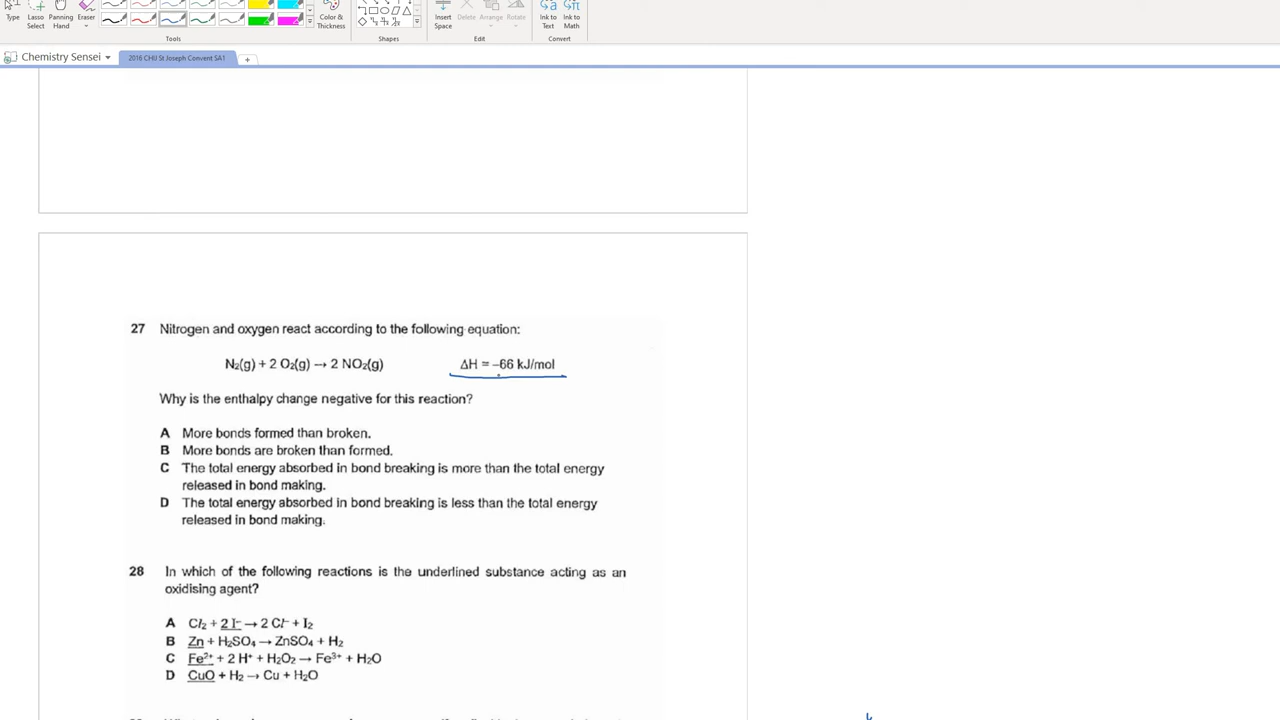 Type
Lasso
Select
Panning
Hand
Eraser
Color &
Thickness
Insert
Space
Delete
Arrange
Rotate
Ink to
Text
Ink to
Math
Tools
Shapes
Edit
Convert
Chemistry Sensei
2016 CHIJ St Joseph Convent SA1
27 Nitrogen and oxygen react according to the following equation:
N₂(g) + 2 O₂(g) → 2 NO₂(g) ΔH = –66 kJ/mol
Why is the enthalpy change negative for this reaction?
A More bonds formed than broken.
B More bonds are broken than formed.
C The total energy absorbed in bond breaking is more than the total energy
released in bond making.
D The total energy absorbed in bond breaking is less than the total energy
released in bond making.
28 In which of the following reactions is the underlined substance acting as an
oxidising agent?
A Cl₂ + 2 I⁻ → 2 Cl⁻ + I₂
B Zn + H₂SO₄ → ZnSO₄ + H₂
C Fe²⁺ + 2 H⁺ + H₂O₂ → Fe³⁺ + H₂O
D CuO + H₂ → Cu + H₂O